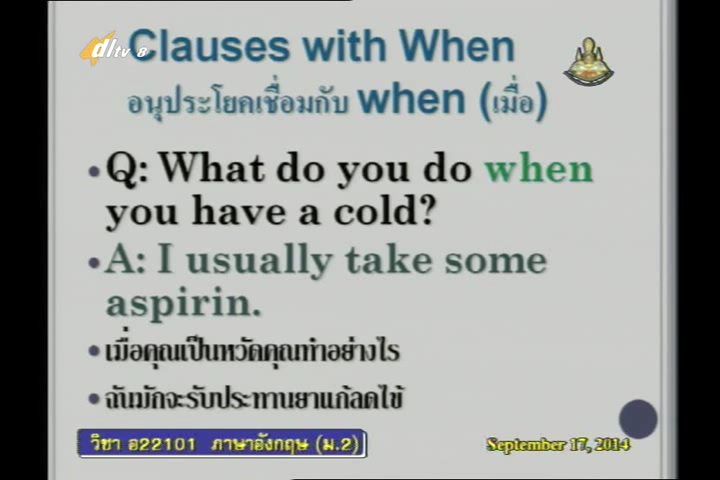 dltv 8
Clauses with When
อนุประโยคเชื่อมกับ when (เมื่อ)
•Q: What do you do when
you have a cold?
•A: I usually take some
aspirin.
•เมื่อคุณเป็นหวัดคุณทำอย่างไร
•ฉันมักจะรับประทานยาแก้ลดไข้
วิชา อ22101 ภาษาอังกฤษ (ม.2)
September 17, 2014